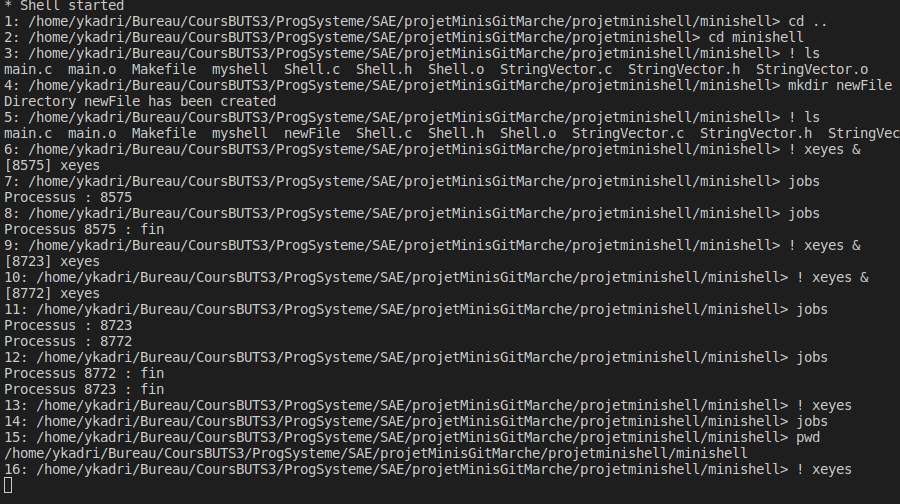 * Shell started
1: /home/ykadri/Bureau/CoursBUTS3/ProgSysteme/SAE/projetMinisGitMarche/projetminishell/minishell> cd ..
2: /home/ykadri/Bureau/CoursBUTS3/ProgSysteme/SAE/projetMinisGitMarche/projetminishell> cd minishell
3: /home/ykadri/Bureau/CoursBUTS3/ProgSysteme/SAE/projetMinisGitMarche/projetminishell/minishell> ! ls
main.c  main.o  Makefile  myshell  Shell.c  Shell.h  Shell.o  StringVector.c  StringVector.h  StringVector.o
4: /home/ykadri/Bureau/CoursBUTS3/ProgSysteme/SAE/projetMinisGitMarche/projetminishell/minishell> mkdir newFile
Directory newFile has been created
5: /home/ykadri/Bureau/CoursBUTS3/ProgSysteme/SAE/projetMinisGitMarche/projetminishell/minishell> ! ls
main.c  main.o  Makefile  myshell  newFile  Shell.c  Shell.h  Shell.o  StringVector.c  StringVector.h  StringVec
6: /home/ykadri/Bureau/CoursBUTS3/ProgSysteme/SAE/projetMinisGitMarche/projetminishell/minishell> ! xeyes &
[8575] xeyes
7: /home/ykadri/Bureau/CoursBUTS3/ProgSysteme/SAE/projetMinisGitMarche/projetminishell/minishell> jobs
Processus : 8575
8: /home/ykadri/Bureau/CoursBUTS3/ProgSysteme/SAE/projetMinisGitMarche/projetminishell/minishell> jobs
Processus 8575 : fin
9: /home/ykadri/Bureau/CoursBUTS3/ProgSysteme/SAE/projetMinisGitMarche/projetminishell/minishell> ! xeyes &
[8723] xeyes
10: /home/ykadri/Bureau/CoursBUTS3/ProgSysteme/SAE/projetMinisGitMarche/projetminishell/minishell> ! xeyes &
[8772] xeyes
11: /home/ykadri/Bureau/CoursBUTS3/ProgSysteme/SAE/projetMinisGitMarche/projetminishell/minishell> jobs
Processus : 8723
Processus : 8772
12: /home/ykadri/Bureau/CoursBUTS3/ProgSysteme/SAE/projetMinisGitMarche/projetminishell/minishell> jobs
Processus 8772 : fin
Processus 8723 : fin
13: /home/ykadri/Bureau/CoursBUTS3/ProgSysteme/SAE/projetMinisGitMarche/projetminishell/minishell> ! xeyes
14: /home/ykadri/Bureau/CoursBUTS3/ProgSysteme/SAE/projetMinisGitMarche/projetminishell/minishell> jobs
15: /home/ykadri/Bureau/CoursBUTS3/ProgSysteme/SAE/projetMinisGitMarche/projetminishell/minishell> pwd
/home/ykadri/Bureau/CoursBUTS3/ProgSysteme/SAE/projetMinisGitMarche/projetminishell/minishell
16: /home/ykadri/Bureau/CoursBUTS3/ProgSysteme/SAE/projetMinisGitMarche/projetminishell/minishell> ! xeyes